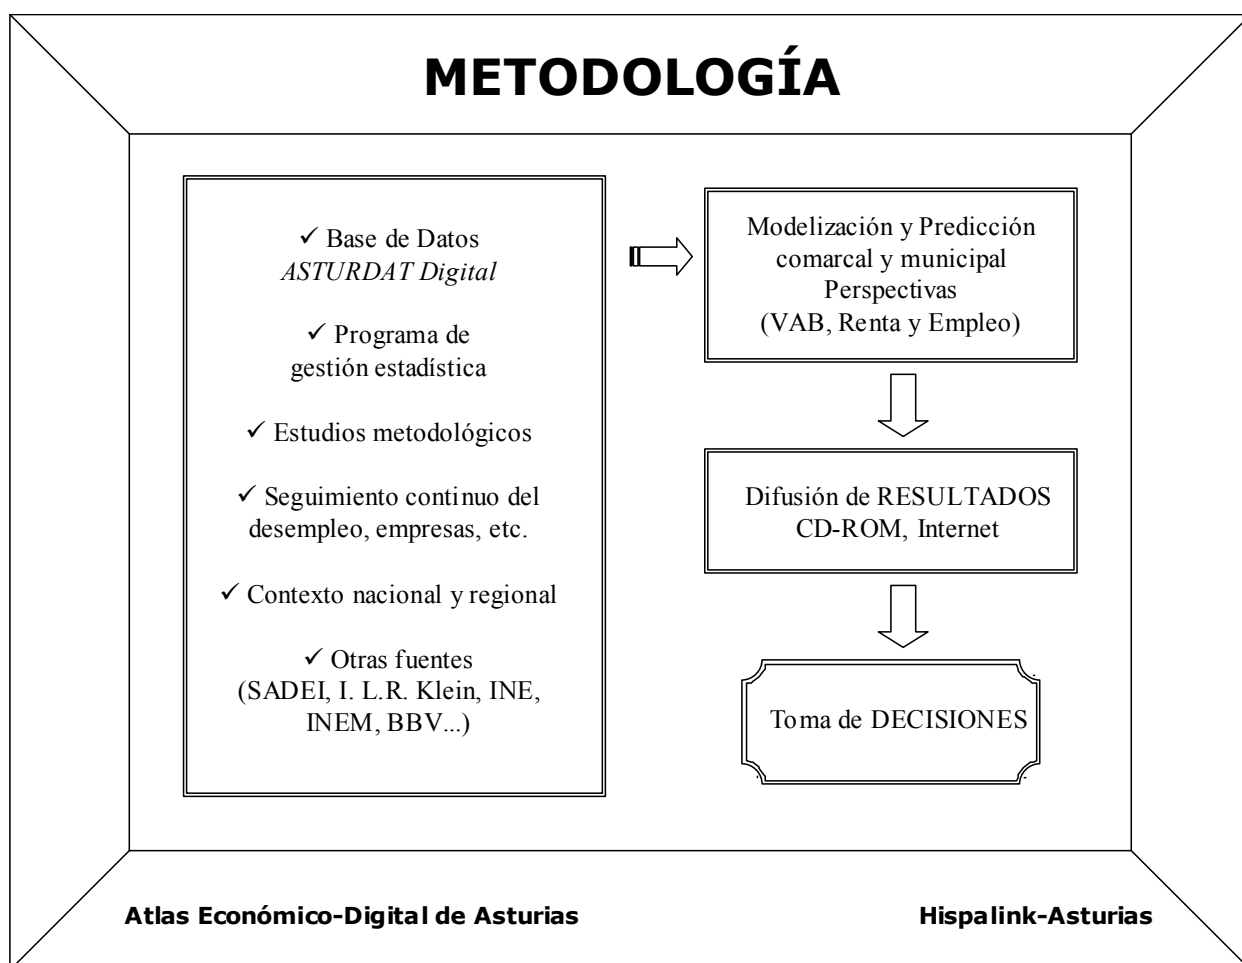 METODOLOGÍA
✓ Base de Datos
ASTURDAT Digital
✓ Programa de
gestión estadística
✓ Estudios metodológicos
✓ Seguimiento continuo del
desempleo, empresas, etc.
✓ Contexto nacional y regional
✓ Otras fuentes
(SADEI, I. L.R. Klein, INE,
INEM, BBV...)
Modelización y Predicción
comarcal y municipal
Perspectivas
(VAB, Renta y Empleo)
Difusión de RESULTADOS
CD-ROM, Internet
Toma de DECISIONES
Atlas Económico-Digital de Asturias
Hispalink-Asturias